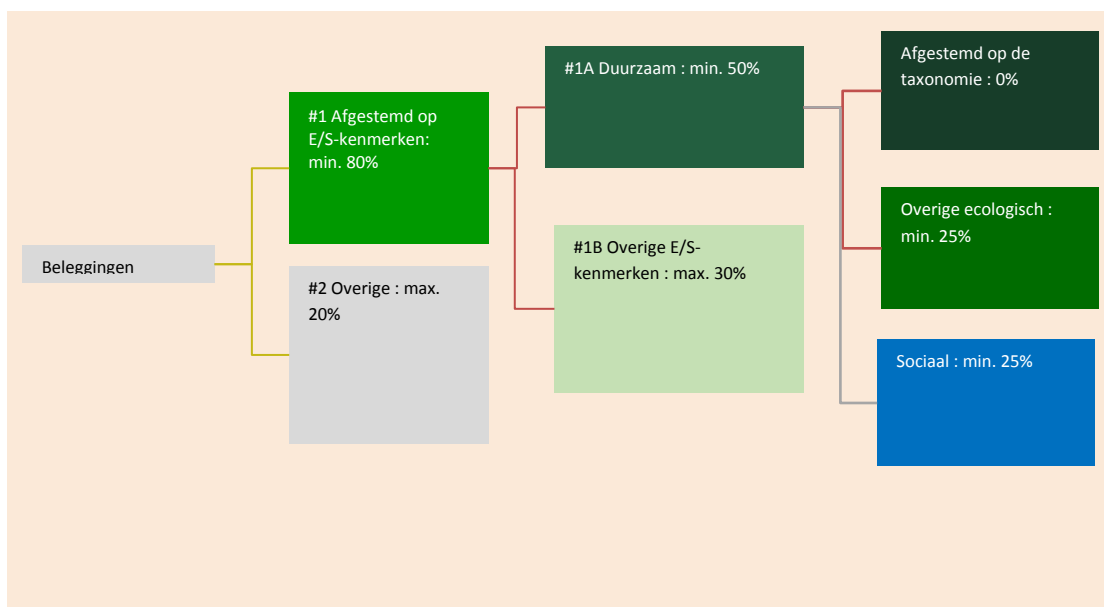 Beleggingen
#1 Afgestemd op
E/S-kenmerken:
min. 80%
#2 Overige : max.
20%
#1A Duurzaam : min. 50%
#1B Overige E/S-
kenmerken : max. 30%
Afgestemd op de
taxonomie : 0%
Overige ecologisch :
min. 25%
Sociaal : min. 25%